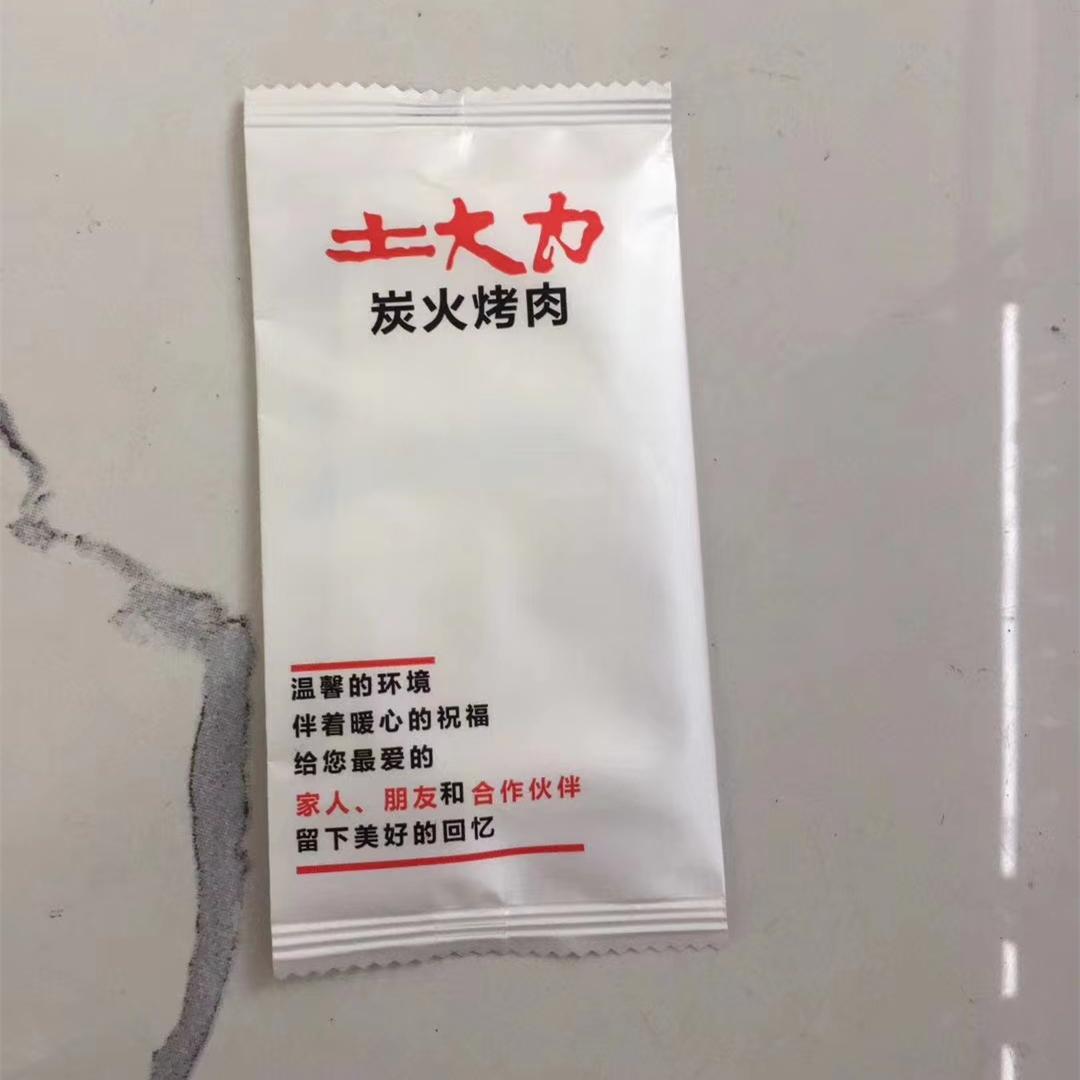 土大力
炭火烤肉
温馨的环境
伴着暖心的祝福
给您最爱的
家人、朋友和合作伙伴
留下美好的回忆